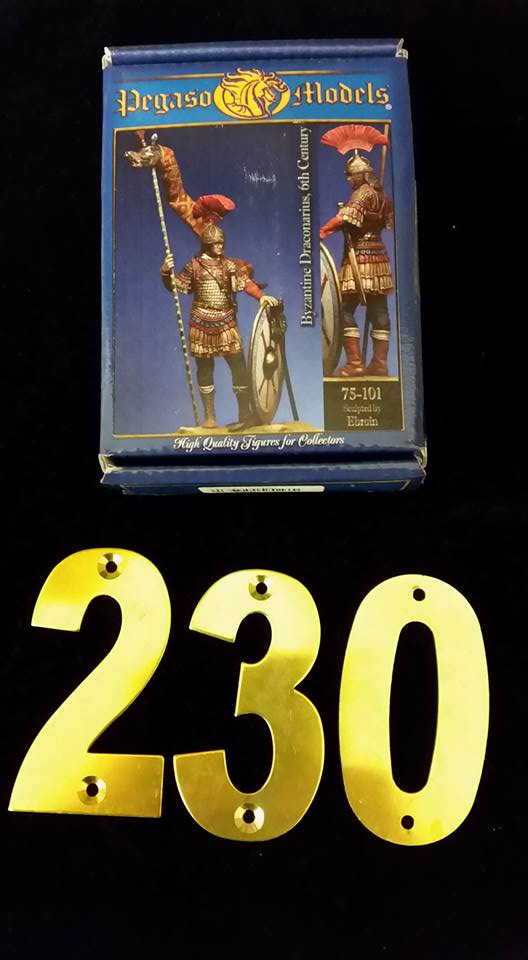 Pegaso Models®
Byzantine Draconarius, 6th Century
75-101
Sculpted by
Ebroin
High Quality Figures for Collectors
230